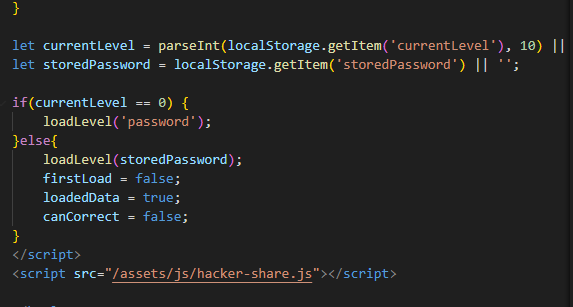 }
let currentLevel = parseInt(localStorage.getItem('currentLevel'), 10) ||
let storedPassword = localStorage.getItem('storedPassword') || '';
if(currentLevel == 0) {
loadLevel('password');
}else{
loadLevel(storedPassword);
firstLoad = false;
loadedData = true;
canCorrect = false;
}
</script>
<script src="/assets/js/hacker-share.js"></script>